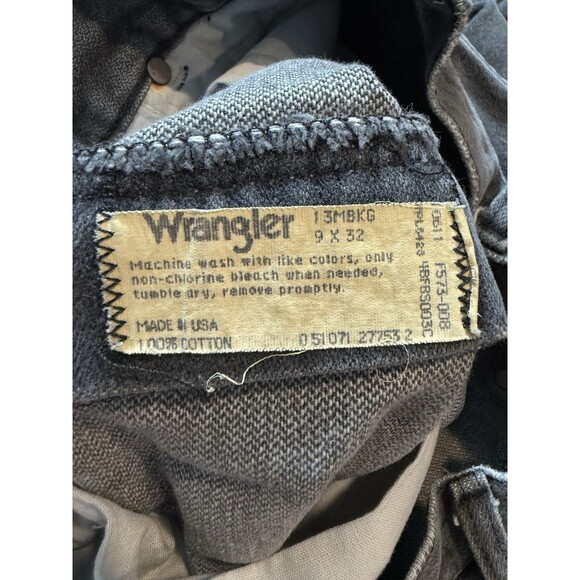 Wrangler
13MBKG
9 X 32
Machine wash with like colors, only
non-chlorine bleach when needed,
tumble dry, remove promptly.
MADE IN USA
100% COTTON
0 51071 27753 2
0611 F573-008